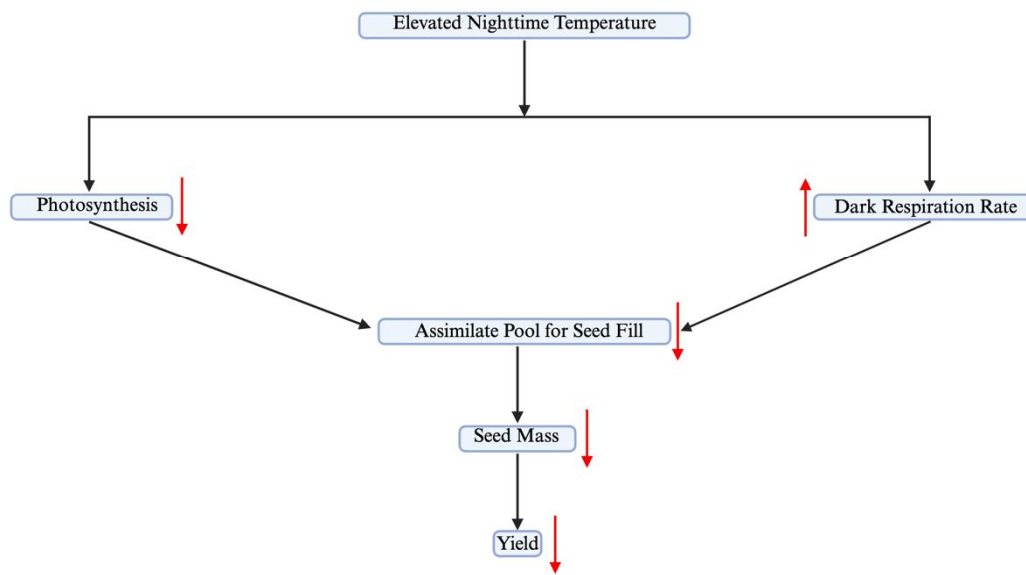 Elevated Nighttime Temperature
Photosynthesis
Dark Respiration Rate
Assimilate Pool for Seed Fill
Seed Mass
Yield